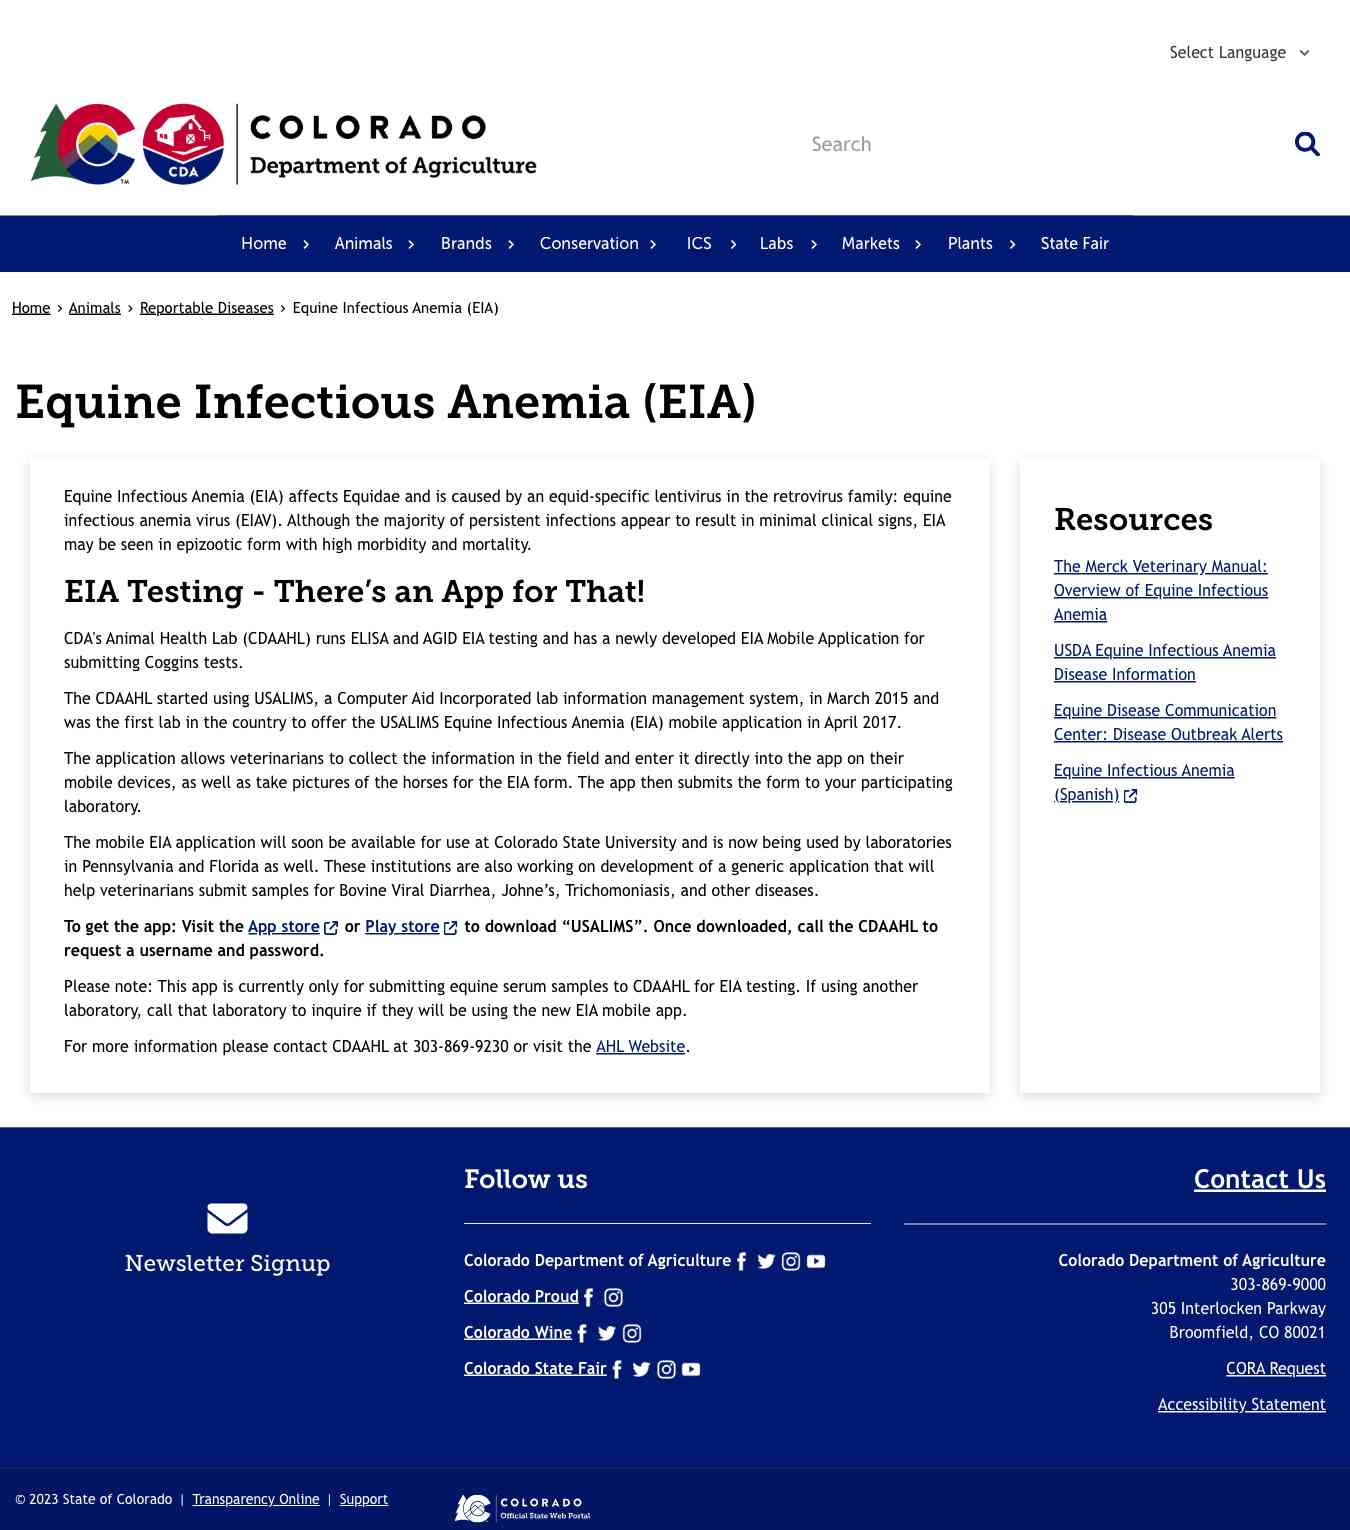 Select Language
CDA
TM
COLORADO
Department of Agriculture
Search
Home Animals Brands Conservation ICS Labs Markets Plants State Fair
Home › Animals › Reportable Diseases › Equine Infectious Anemia (EIA)
Equine Infectious Anemia (EIA)
Equine Infectious Anemia (EIA) affects Equidae and is caused by an equid-specific lentivirus in the retrovirus family: equine
infectious anemia virus (EIAV). Although the majority of persistent infections appear to result in minimal clinical signs, EIA
may be seen in epizootic form with high morbidity and mortality.
EIA Testing - There’s an App for That!
CDA's Animal Health Lab (CDAAHL) runs ELISA and AGID EIA testing and has a newly developed EIA Mobile Application for
submitting Coggins tests.
The CDAAHL started using USALIMS, a Computer Aid Incorporated lab information management system, in March 2015 and
was the first lab in the country to offer the USALIMS Equine Infectious Anemia (EIA) mobile application in April 2017.
The application allows veterinarians to collect the information in the field and enter it directly into the app on their
mobile devices, as well as take pictures of the horses for the EIA form. The app then submits the form to your participating
laboratory.
The mobile EIA application will soon be available for use at Colorado State University and is now being used by laboratories
in Pennsylvania and Florida as well. These institutions are also working on development of a generic application that will
help veterinarians submit samples for Bovine Viral Diarrhea, Johne’s, Trichomoniasis, and other diseases.
To get the app: Visit the App store or Play store to download “USALIMS”. Once downloaded, call the CDAAHL to
request a username and password.
Please note: This app is currently only for submitting equine serum samples to CDAAHL for EIA testing. If using another
laboratory, call that laboratory to inquire if they will be using the new EIA mobile app.
For more information please contact CDAAHL at 303-869-9230 or visit the AHL Website.
Resources
The Merck Veterinary Manual:
Overview of Equine Infectious
Anemia
USDA Equine Infectious Anemia
Disease Information
Equine Disease Communication
Center: Disease Outbreak Alerts
Equine Infectious Anemia
(Spanish)
Newsletter Signup
Follow us
Colorado Department of Agriculture
Colorado Proud
Colorado Wine
Colorado State Fair
Contact Us
Colorado Department of Agriculture
303-869-9000
305 Interlocken Parkway
Broomfield, CO 80021
CORA Request
Accessibility Statement
© 2023 State of Colorado | Transparency Online | Support
COLORADO
Official State Web Portal